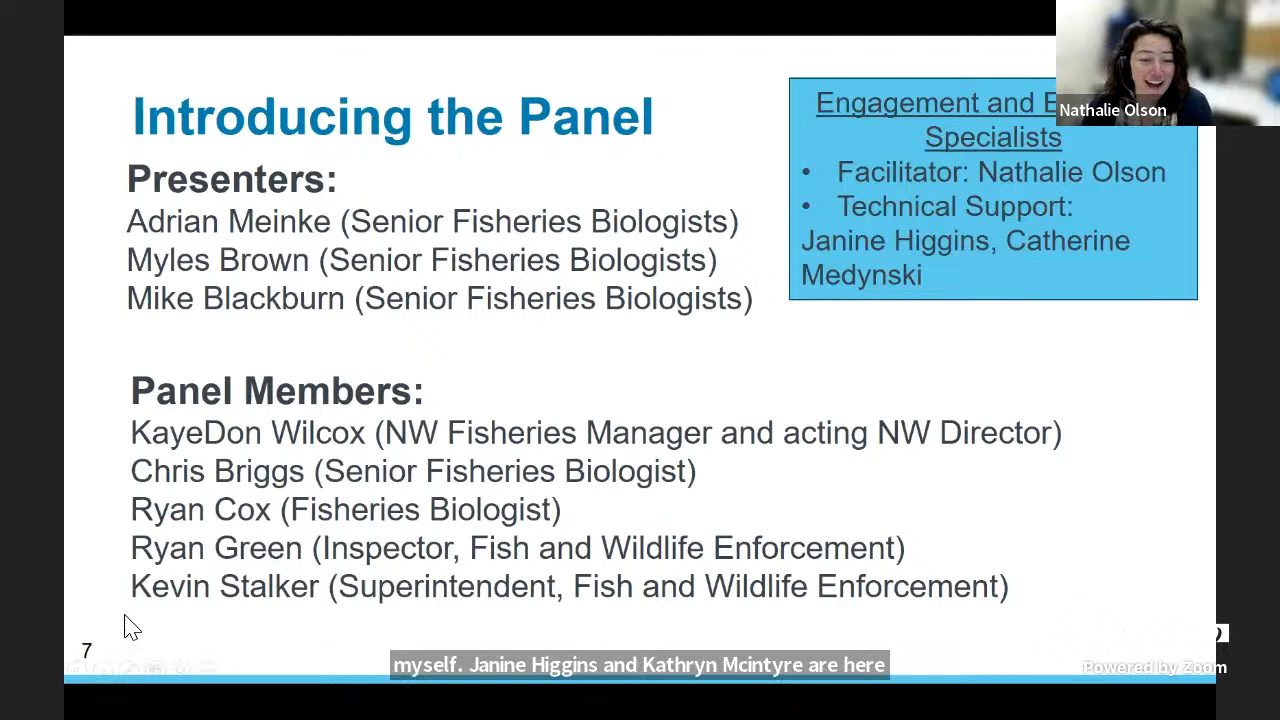 Introducing the Panel
Presenters:
Adrian Meinke (Senior Fisheries Biologists)
Myles Brown (Senior Fisheries Biologists)
Mike Blackburn (Senior Fisheries Biologists)
Engagement and
Specialists
• Facilitator: Nathalie Olson
• Technical Support:
Janine Higgins, Catherine
Medynski
Nathalie Olson
Panel Members:
KayeDon Wilcox (NW Fisheries Manager and acting NW Director)
Chris Briggs (Senior Fisheries Biologist)
Ryan Cox (Fisheries Biologist)
Ryan Green (Inspector, Fish and Wildlife Enforcement)
Kevin Stalker (Superintendent, Fish and Wildlife Enforcement)
7
myself. Janine Higgins and Kathryn Mcintyre are here
Powered by Zoom